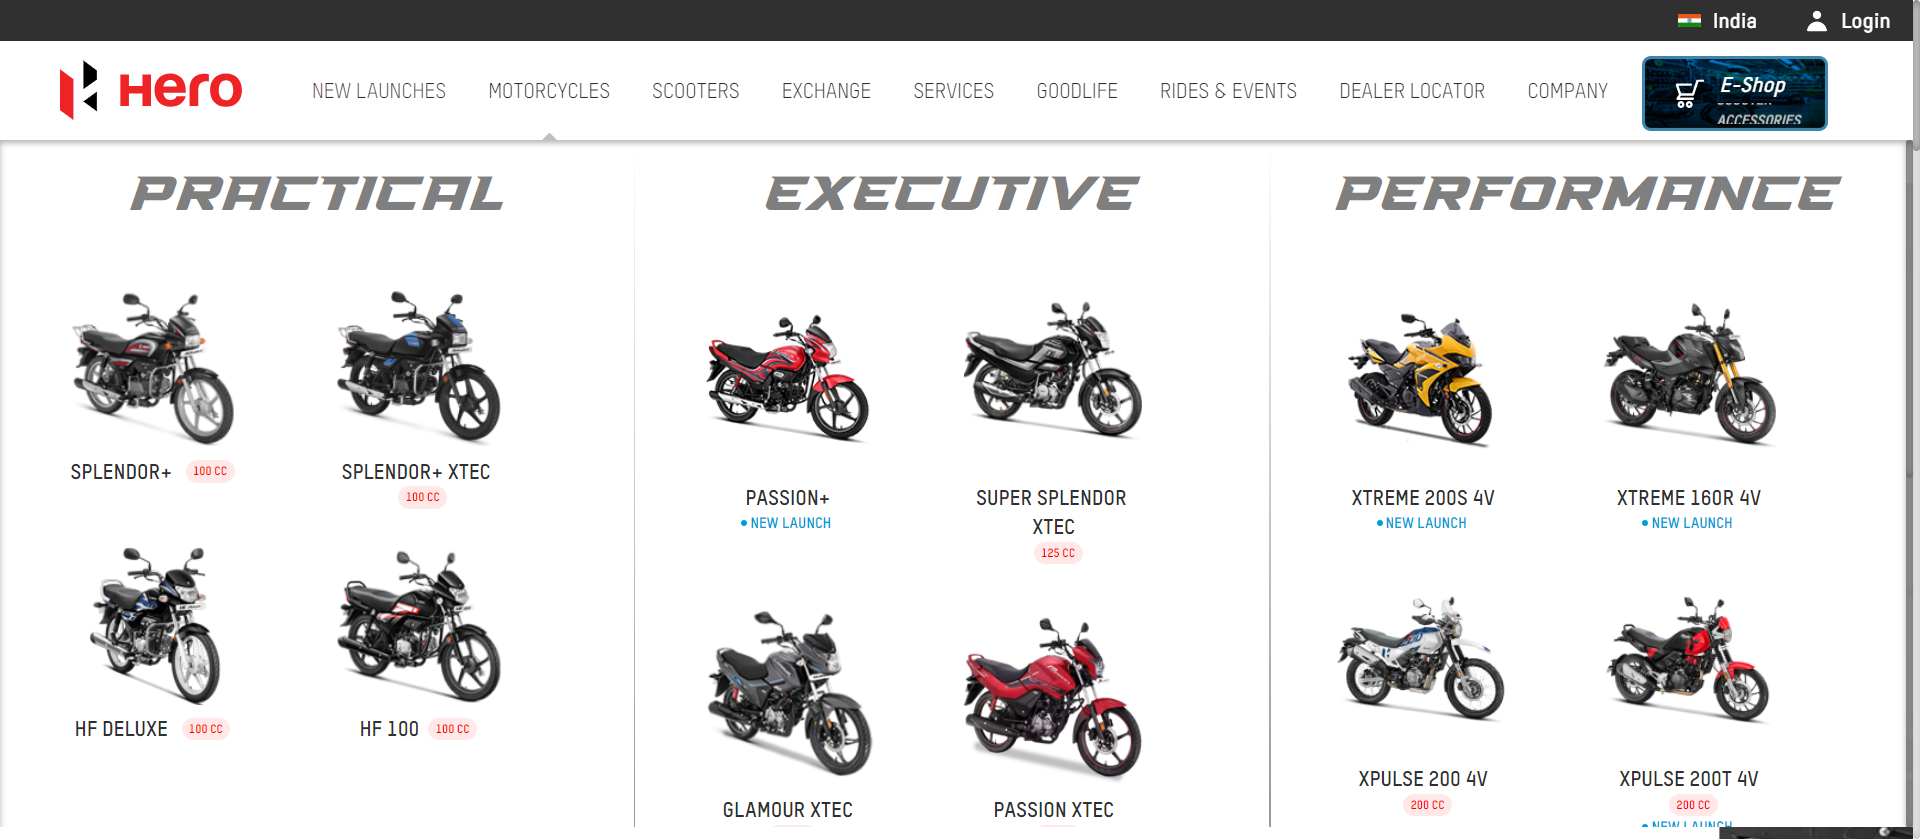 India
Login
Hero
NEW LAUNCHES
MOTORCYCLES
SCOOTERS
EXCHANGE
SERVICES
GOODLIFE
RIDES & EVENTS
DEALER LOCATOR
COMPANY
E-Shop
ACCESSORIES
PRACTICAL
EXECUTIVE
PERFORMANCE
SPLENDOR+ 100 CC
SPLENDOR+ XTEC
100 CC
HF DELUXE 100 CC
HF 100 100 CC
PASSION+
• NEW LAUNCH
SUPER SPLENDOR
XTEC
125 CC
GLAMOUR XTEC
PASSION XTEC
XTREME 200S 4V
• NEW LAUNCH
XTREME 160R 4V
• NEW LAUNCH
XPULSE 200 4V
200 CC
XPULSE 200T 4V
200 CC
• NEW LAUNCH